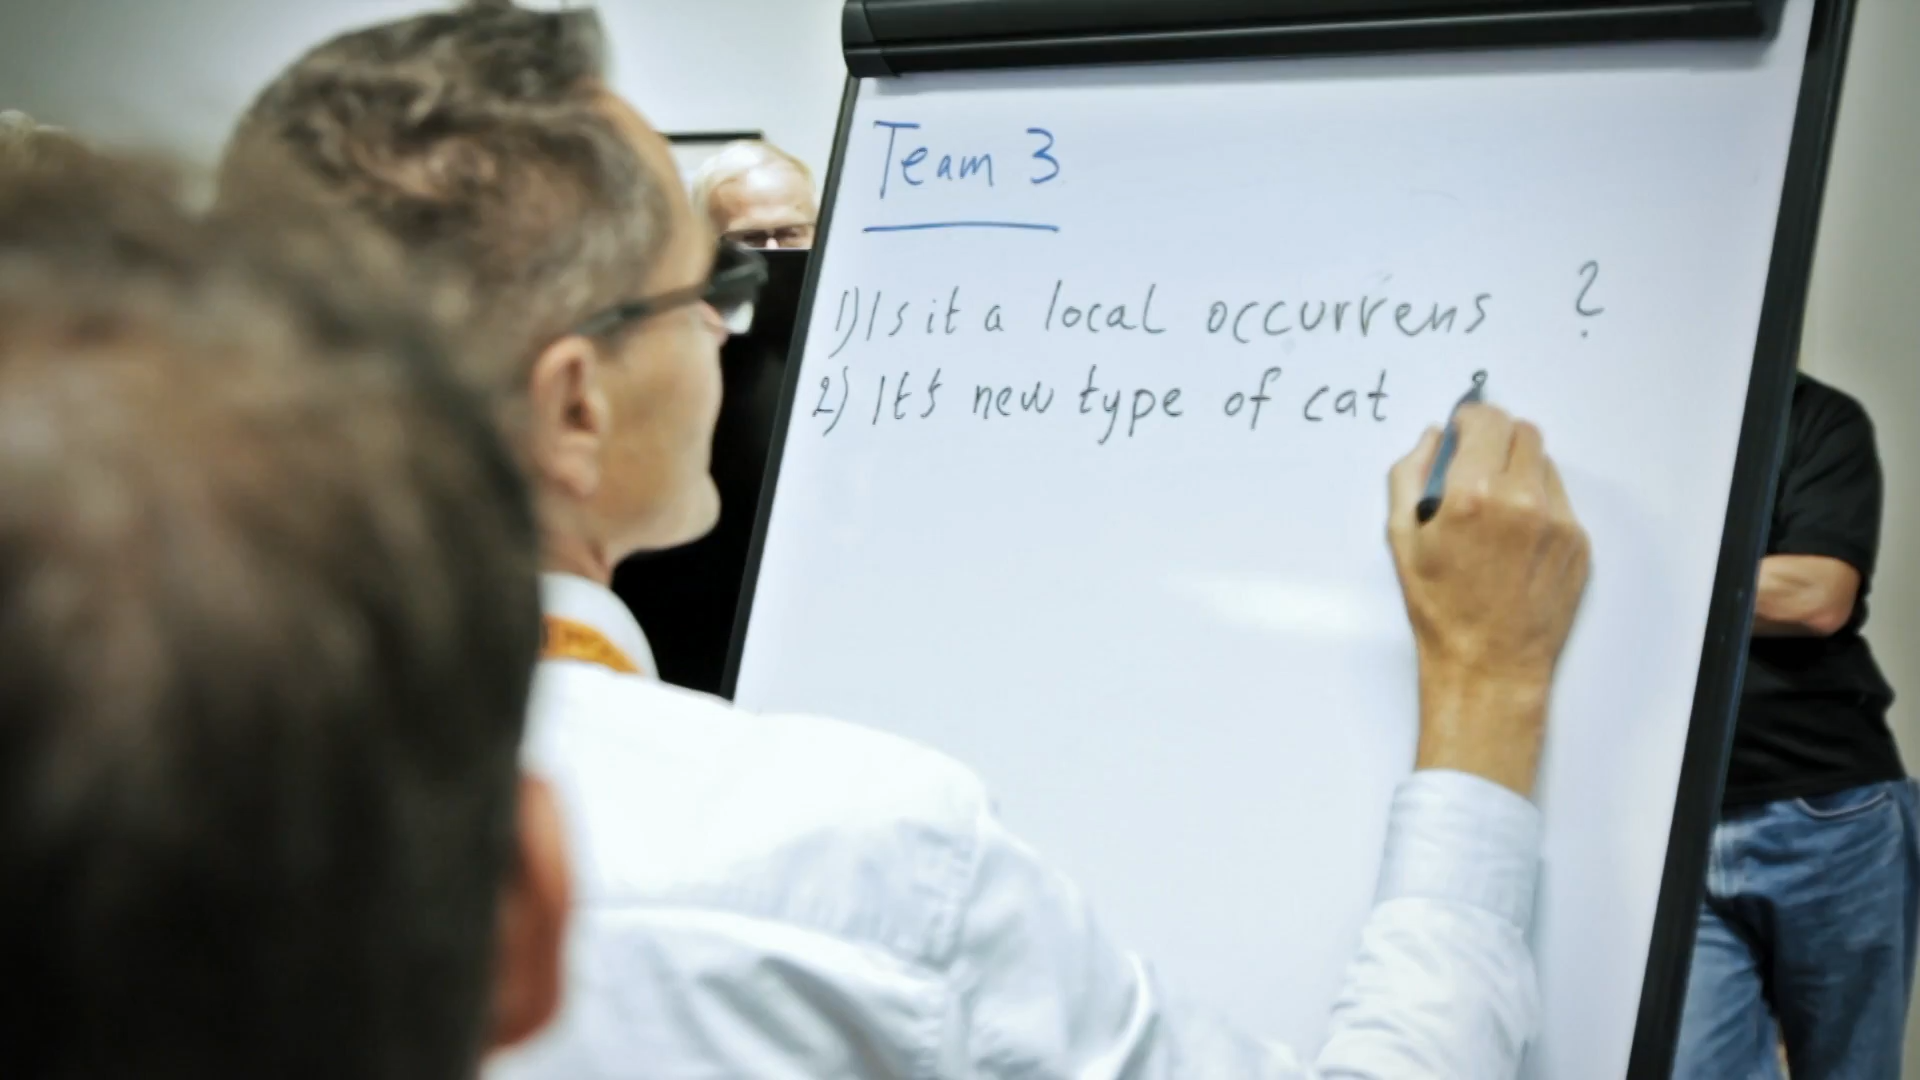 Team 3
1) Is it a local occurrens ?
2) It's new type of cat